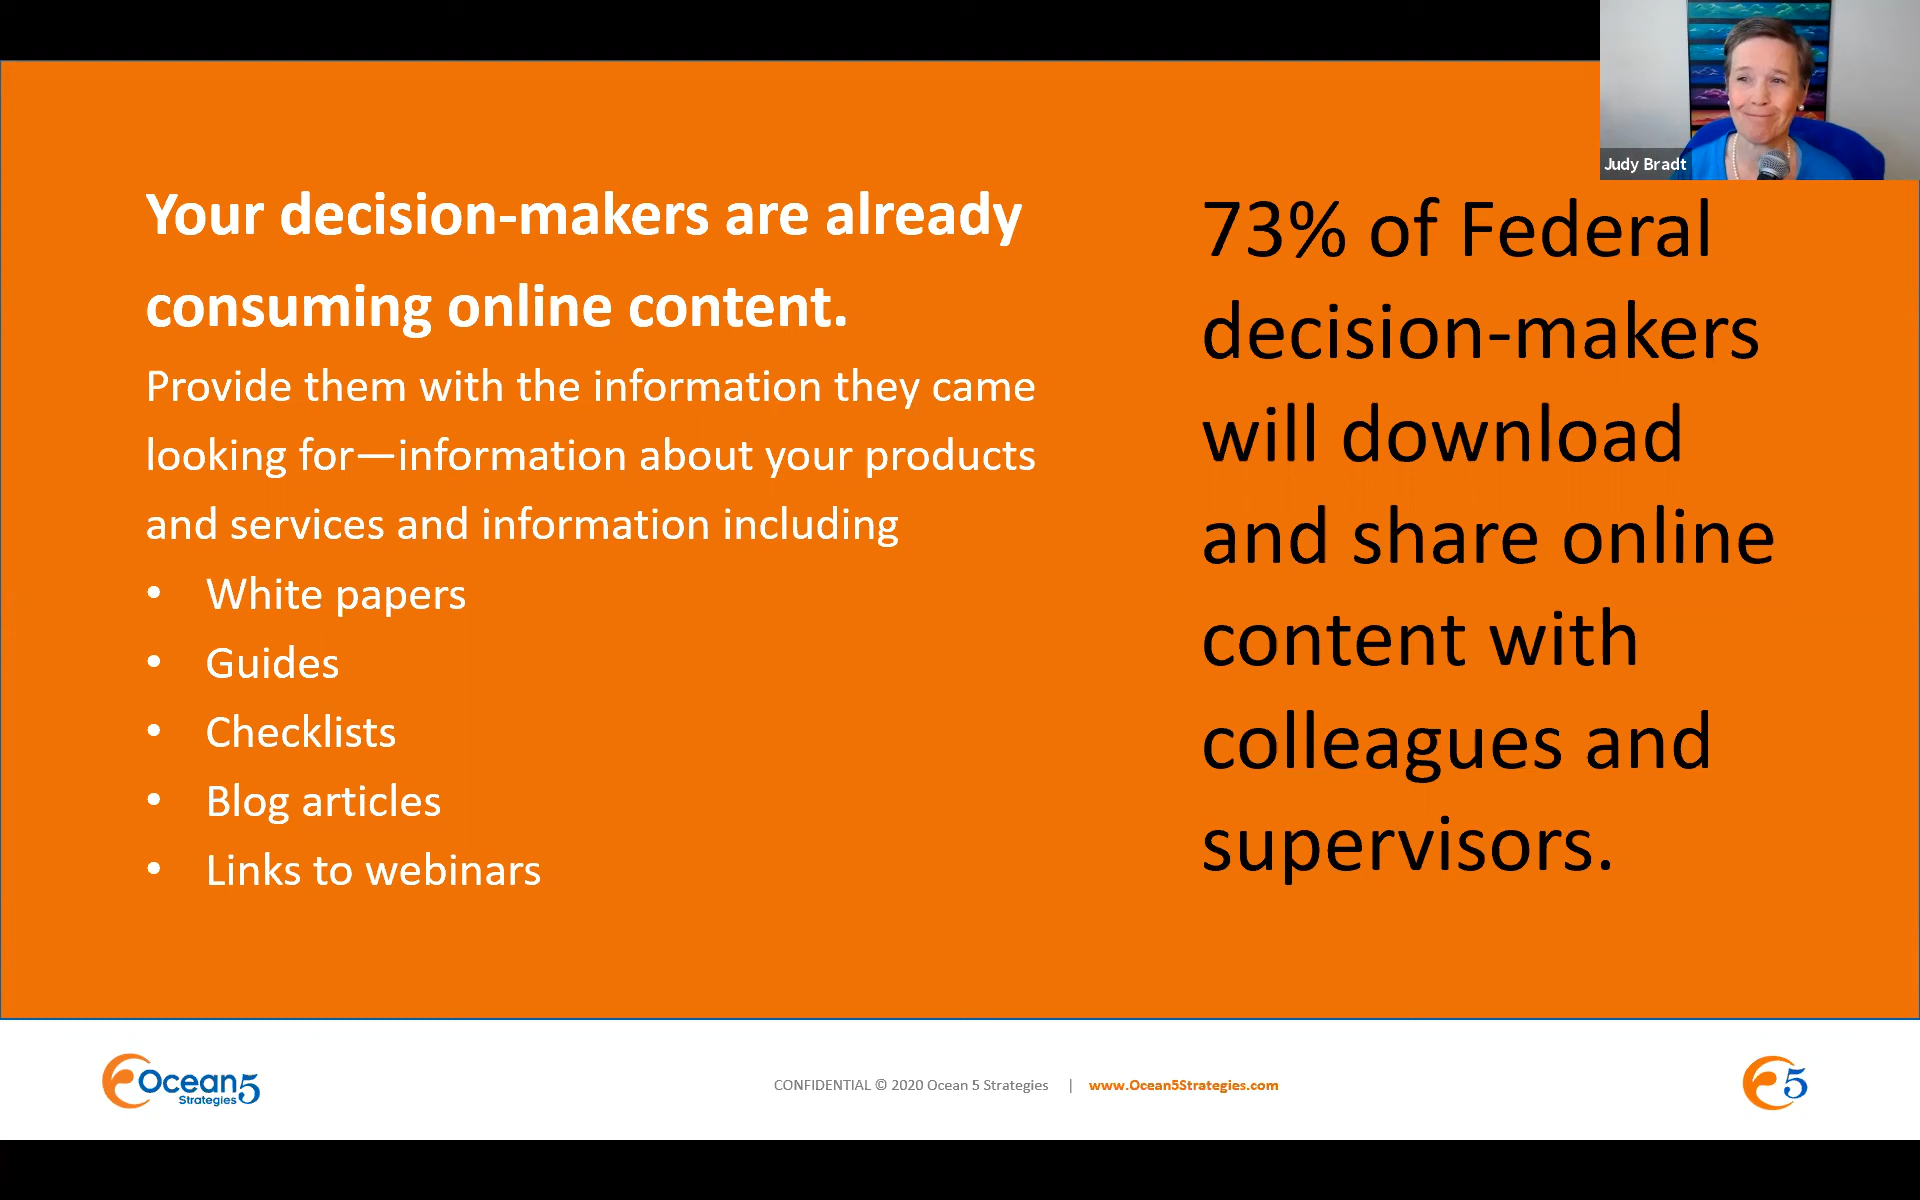 Judy Bradt
Your decision-makers are already
consuming online content.
Provide them with the information they came
looking for—information about your products
and services and information including
• White papers
• Guides
• Checklists
• Blog articles
• Links to webinars
73% of Federal
decision-makers
will download
and share online
content with
colleagues and
supervisors.
Ocean5
Strategies
CONFIDENTIAL © 2020 Ocean 5 Strategies | www.Ocean5Strategies.com
5